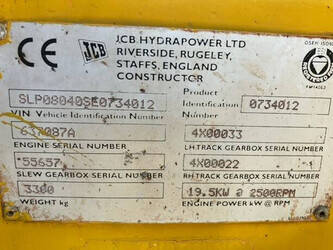 CE JCB J.C.B. HYDRAPOWER LTD
RIVERSIDE, RUGELEY,
STAFFS, ENGLAND
CONSTRUCTOR
SLP08040SE0734012 Product Identification Number 0734012
VIN Vehicle Identification Number
637087A 4X00033
ENGINE SERIAL NUMBER LH TRACK GEARBOX SERIAL NUMBER
55657 4X00022
SLEW GEARBOX SERIAL NUMBER RH TRACK GEARBOX SERIAL NUMBER
3300 19.5KW @ 2500RPM
WEIGHT kg ENGINE POWER kW @ RPM